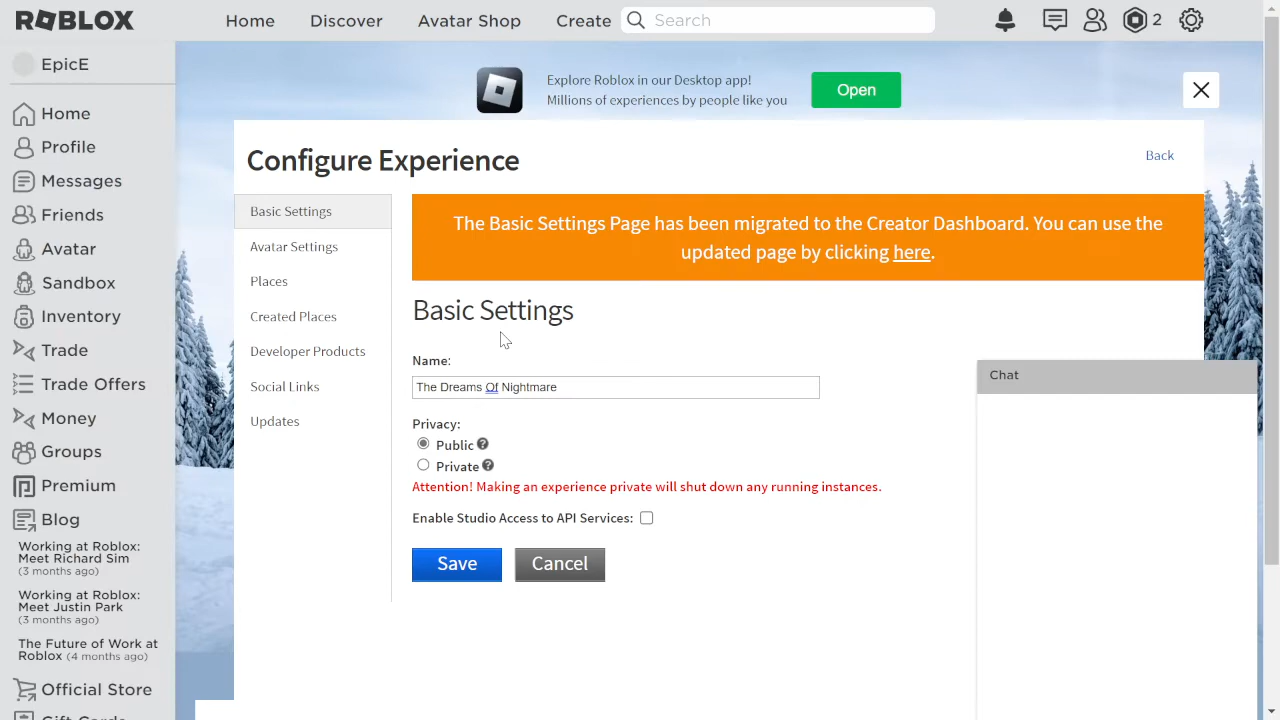 ROBLOX
Home
Discover
Avatar Shop
Create
Search
2
EpicE
Home
Profile
Messages
Friends
Avatar
Sandbox
Inventory
Trade
Trade Offers
Money
Groups
Premium
Blog
Working at Roblox:
Meet Richard Sim
(3 months ago)
Working at Roblox:
Meet Justin Park
(3 months ago)
The Future of Work at
Roblox (4 months ago)
Official Store
Gift Cards
Explore Roblox in our Desktop app!
Millions of experiences by people like you
Open
Configure Experience
Back
Basic Settings
Avatar Settings
Places
Created Places
Developer Products
Social Links
Updates
The Basic Settings Page has been migrated to the Creator Dashboard. You can use the
updated page by clicking here.
Basic Settings
Name:
The Dreams Of Nightmare
Privacy:
Public ?
Private ?
Attention! Making an experience private will shut down any running instances.
Enable Studio Access to API Services:
Save
Cancel
Chat